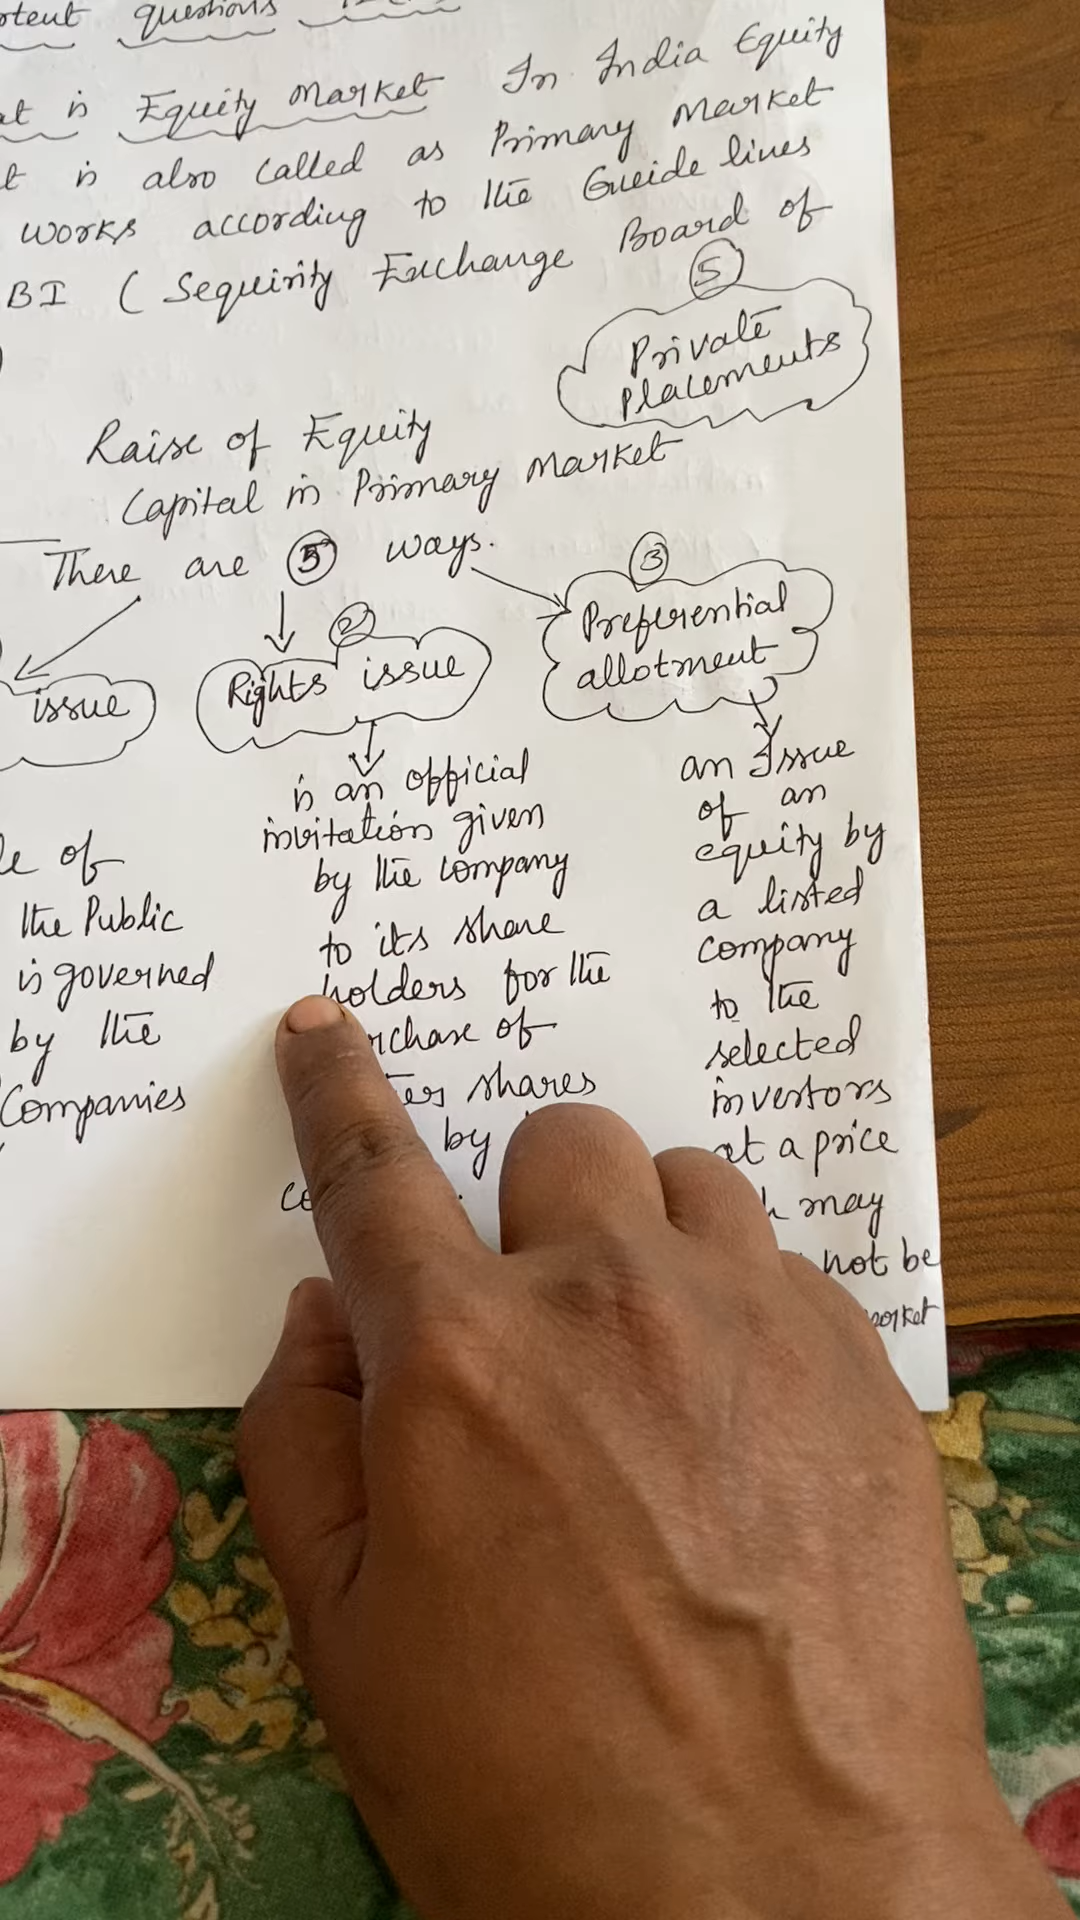 questions
is Equity Market In India Equity
is also called as Primary Market
works according to the Gueide lines
BI ( Sequirity Exchange Board of
5
Private
Placements
Raise of Equity
Capital in Primary Market
There are 5 ways.
issue
2
Rights issue
3
Preferential
allotment
of
the Public
is governed
by the
Companies
is an official
invitation given
by the company
to its share
holders for the
of
shares
by
an Issue
of an
equity by
a listed
company
to the
selected
investors
at a price
may
not be